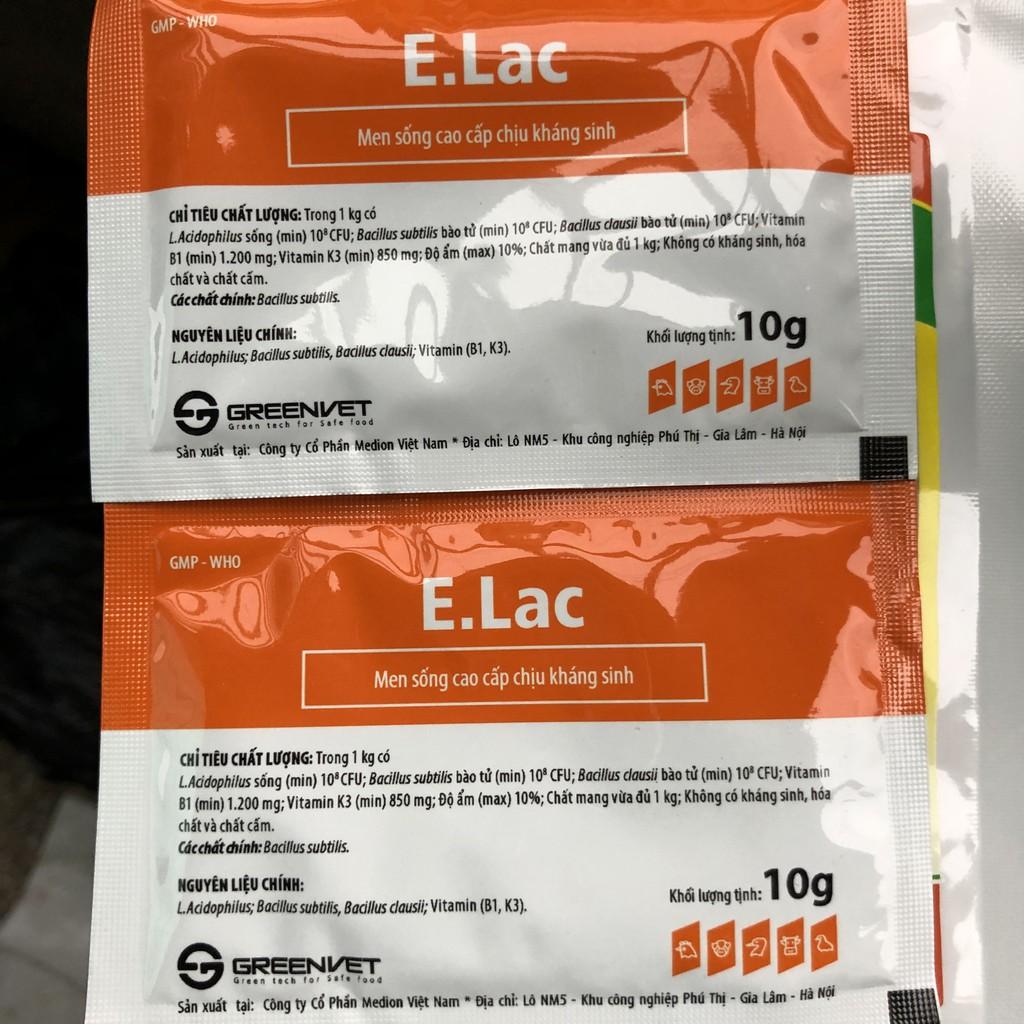 GMP - WHO
E.Lac
Men sống cao cấp chịu kháng sinh
CHỈ TIÊU CHẤT LƯỢNG: Trong 1 kg có
L.Acidophilus sống (min) 10⁸ CFU; Bacillus subtilis bào tử (min) 10⁸ CFU; Bacillus clausii bào tử (min) 10⁸ CFU; Vitamin
B1 (min) 1.200 mg; Vitamin K3 (min) 850 mg; Độ ẩm (max) 10%; Chất mang vừa đủ 1 kg; Không có kháng sinh, hóa
chất và chất cấm.
Các chất chính: Bacillus subtilis.
NGUYÊN LIỆU CHÍNH:
L.Acidophilus; Bacillus subtilis, Bacillus clausii; Vitamin (B1, K3).
Khối lượng tịnh: 10g
GREENVET
Green tech for Safe food
Sản xuất tại: Công ty Cổ Phần Medion Việt Nam * Địa chỉ: Lô NM5 - Khu công nghiệp Phú Thị - Gia Lâm - Hà Nội
GMP - WHO
E.Lac
Men sống cao cấp chịu kháng sinh
CHỈ TIÊU CHẤT LƯỢNG: Trong 1 kg có
L.Acidophilus sống (min) 10⁸ CFU; Bacillus subtilis bào tử (min) 10⁸ CFU; Bacillus clausii bào tử (min) 10⁸ CFU; Vitamin
B1 (min) 1.200 mg; Vitamin K3 (min) 850 mg; Độ ẩm (max) 10%; Chất mang vừa đủ 1 kg; Không có kháng sinh, hóa
chất và chất cấm.
Các chất chính: Bacillus subtilis.
NGUYÊN LIỆU CHÍNH:
L.Acidophilus; Bacillus subtilis, Bacillus clausii; Vitamin (B1, K3).
Khối lượng tịnh: 10g
GREENVET
Green tech for Safe food
Sản xuất tại: Công ty Cổ Phần Medion Việt Nam * Địa chỉ: Lô NM5 - Khu công nghiệp Phú Thị - Gia Lâm - Hà Nội